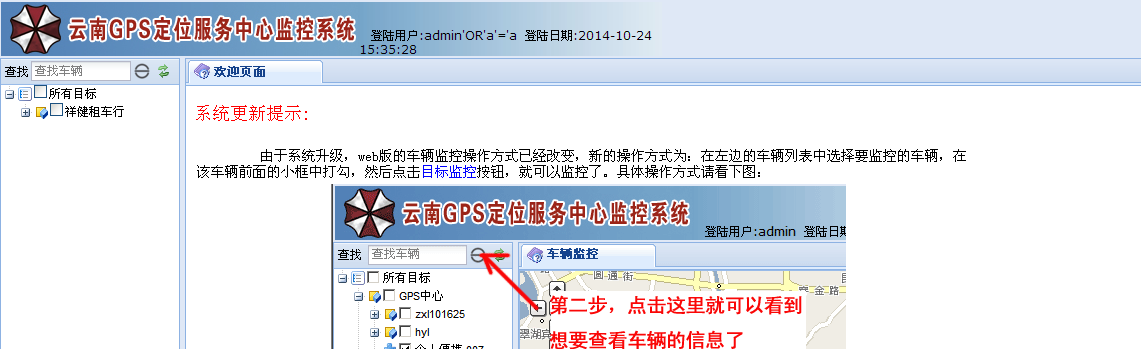 云南GPS定位服务中心监控系统
登陆用户:admin'OR'a'='a 登陆日期:2014-10-24
15:35:28
查找 查找车辆
欢迎页面
所有目标
祥健租车行
系统更新提示:
由于系统升级，web版的车辆监控操作方式已经改变，新的操作方式为：在左边的车辆列表中选择要监控的车辆，在
该车辆前面的小框中打勾，然后点击目标监控按钮，就可以监控了。具体操作方式请看下图：
云南GPS定位服务中心监控系统
登陆用户:admin 登陆日期
查找 查找车辆
车辆监控
所有目标
GPS中心
zxl101625
hyl
圆通街
第二步，点击这里就可以看到
想要查看车辆的信息了